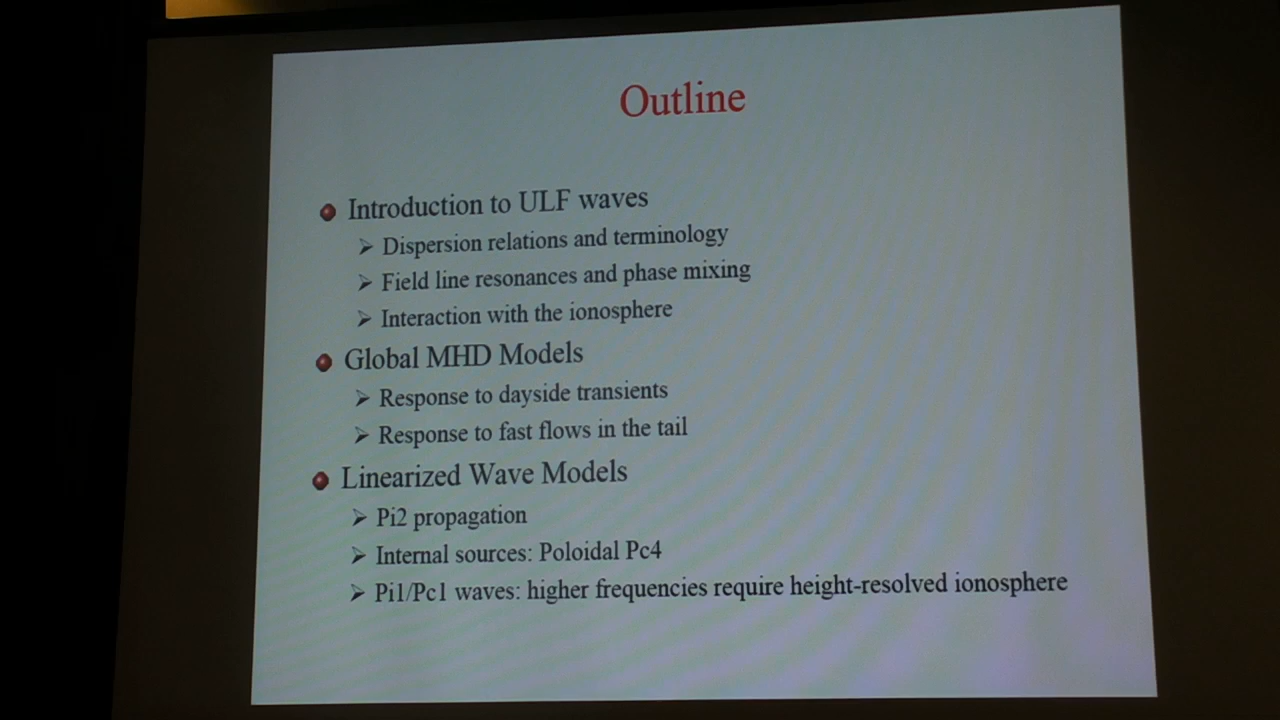 Outline
Introduction to ULF waves
Dispersion relations and terminology
Field line resonances and phase mixing
Interaction with the ionosphere
Global MHD Models
Response to dayside transients
Response to fast flows in the tail
Linearized Wave Models
Pi2 propagation
Internal sources: Poloidal Pc4
Pi1/Pc1 waves: higher frequencies require height-resolved ionosphere